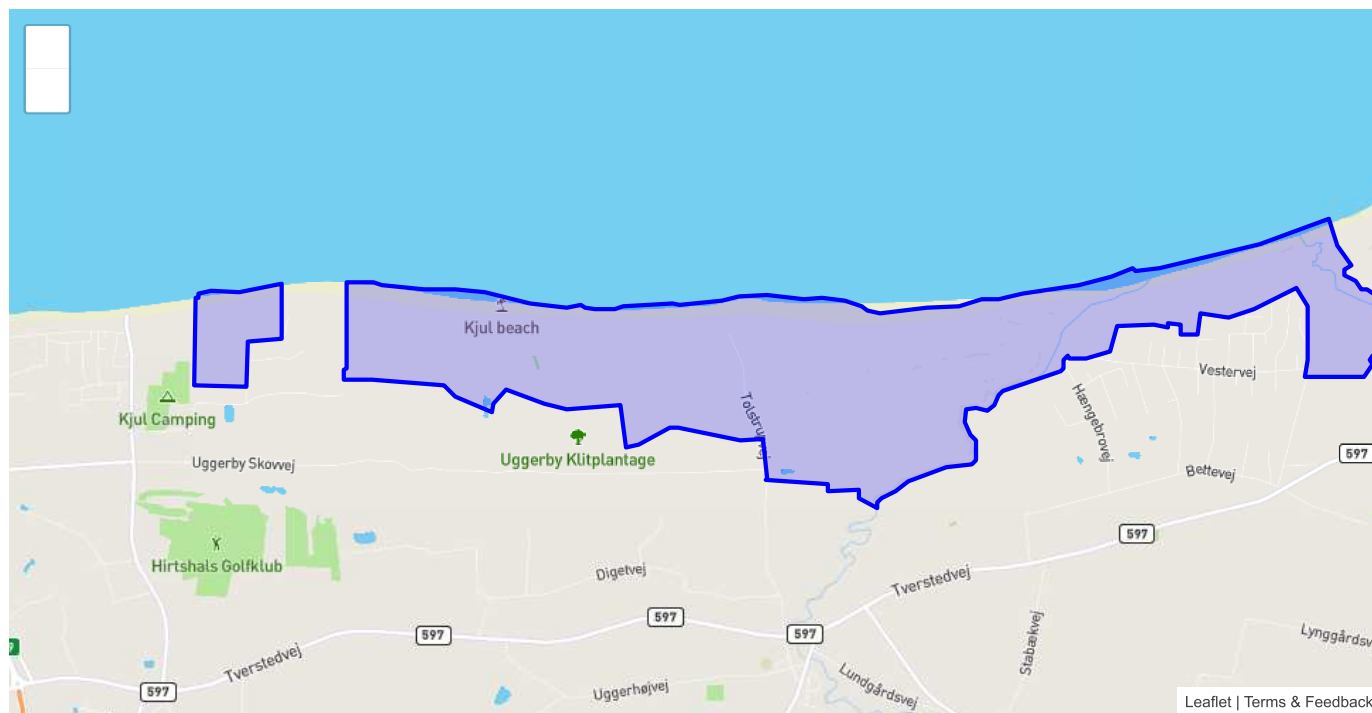 Kjul beach
Vestervej
Kjul Camping
Tolstrupvej
Hængebrovej
Uggerby Skovvej
Uggerby Klitplantage
Bettevej
597
597
Hirtshals Golfklub
Digetvej
Tverstedvej
597
597
597
Stabækvej
Lynggårdsv
Tverstedvej
597
Uggerhøjvej
Lundgårdsvej
Leaflet | Terms & Feedback